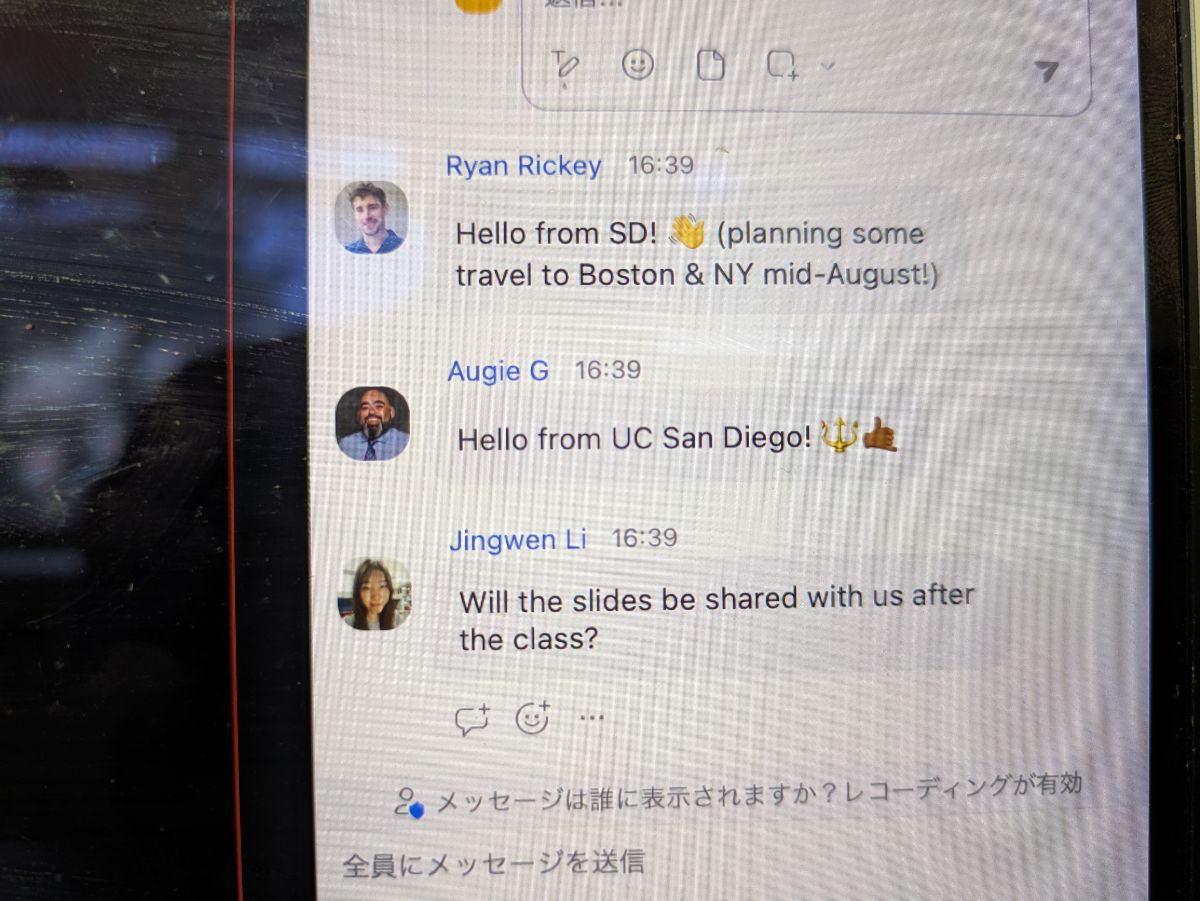 送信...
Ryan Rickey 16:39
Hello from SD! 👋 (planning some
travel to Boston & NY mid-August!)
Augie G 16:39
Hello from UC San Diego! 🔱🤙🏾
Jingwen Li 16:39
Will the slides be shared with us after
the class?
メッセージは誰に表示されますか？レコーディングが有効
全員にメッセージを送信